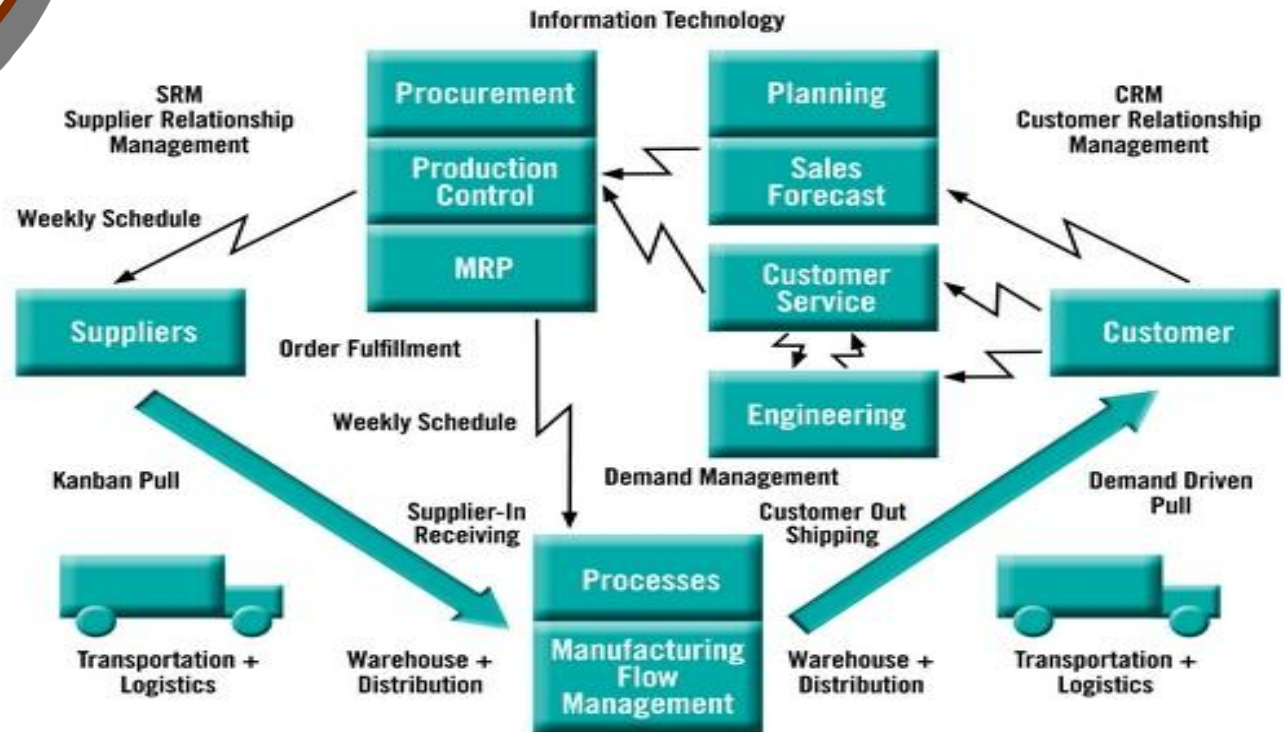 Information Technology
SRM
Supplier Relationship
Management
Procurement
Production
Control
MRP
Planning
Sales
Forecast
CRM
Customer Relationship
Management
Weekly Schedule
Customer
Service
Suppliers
Customer
Order Fulfillment
Engineering
Weekly Schedule
Demand Management
Kanban Pull
Supplier-In
Receiving
Customer Out
Shipping
Demand Driven
Pull
Processes
Manufacturing
Flow
Management
Transportation +
Logistics
Warehouse +
Distribution
Warehouse +
Distribution
Transportation +
Logistics